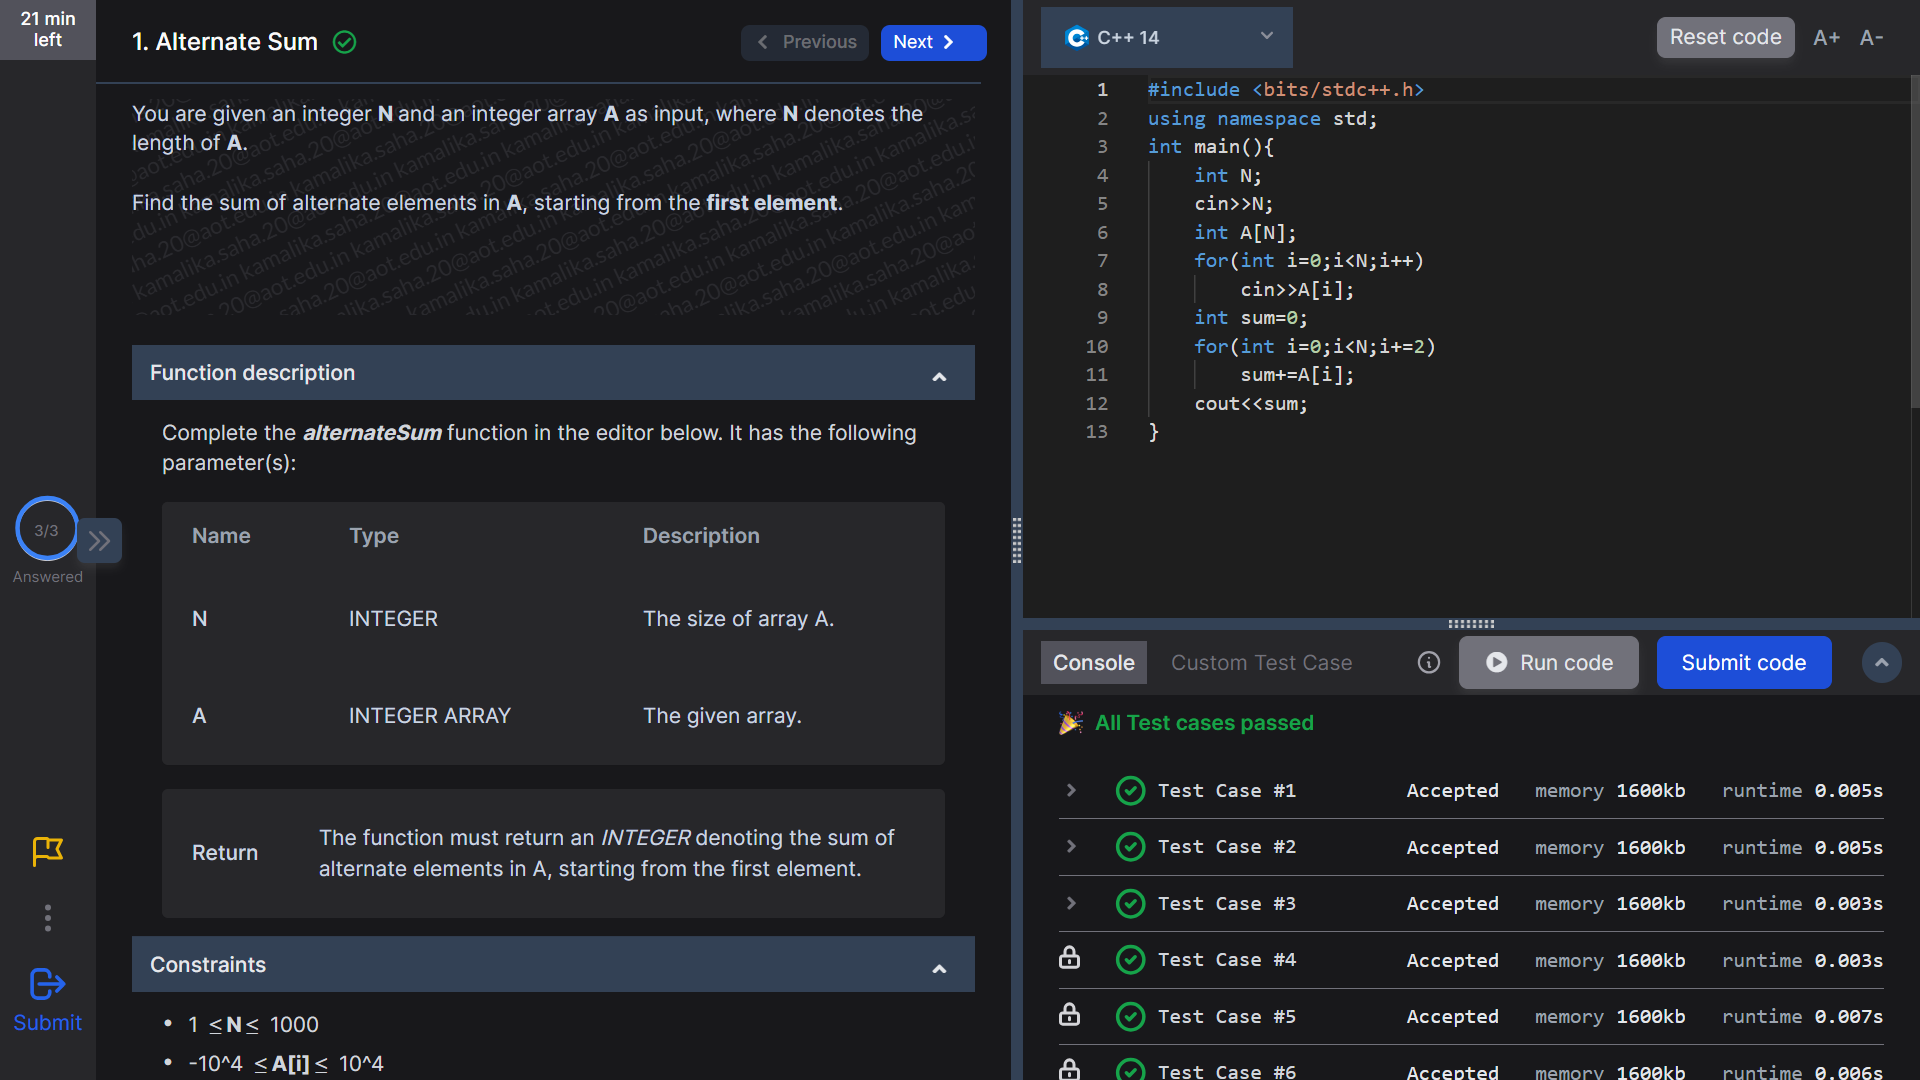 21 min
left
1. Alternate Sum
Previous
Next
You are given an integer N and an integer array A as input, where N denotes the
length of A.
Find the sum of alternate elements in A, starting from the first element.
kamalika.saha.20@aot.edu.in
Function description
Complete the alternateSum function in the editor below. It has the following
parameter(s):
Name Type Description
N INTEGER The size of array A.
A INTEGER ARRAY The given array.
Return
The function must return an INTEGER denoting the sum of
alternate elements in A, starting from the first element.
Constraints
• 1 ≤ N ≤ 1000
• -10^4 ≤ A[i] ≤ 10^4
3/3
Answered
Submit
C++ 14
Reset code
A+ A-
1 #include <bits/stdc++.h>
2 using namespace std;
3 int main(){
4 int N;
5 cin>>N;
6 int A[N];
7 for(int i=0;i<N;i++)
8 cin>>A[i];
9 int sum=0;
10 for(int i=0;i<N;i+=2)
11 sum+=A[i];
12 cout<<sum;
13 }
Console
Custom Test Case
Run code
Submit code
All Test cases passed
Test Case #1 Accepted memory 1600kb runtime 0.005s
Test Case #2 Accepted memory 1600kb runtime 0.005s
Test Case #3 Accepted memory 1600kb runtime 0.003s
Test Case #4 Accepted memory 1600kb runtime 0.003s
Test Case #5 Accepted memory 1600kb runtime 0.007s
Test Case #6 Accepted memory 1600kb runtime 0.006s